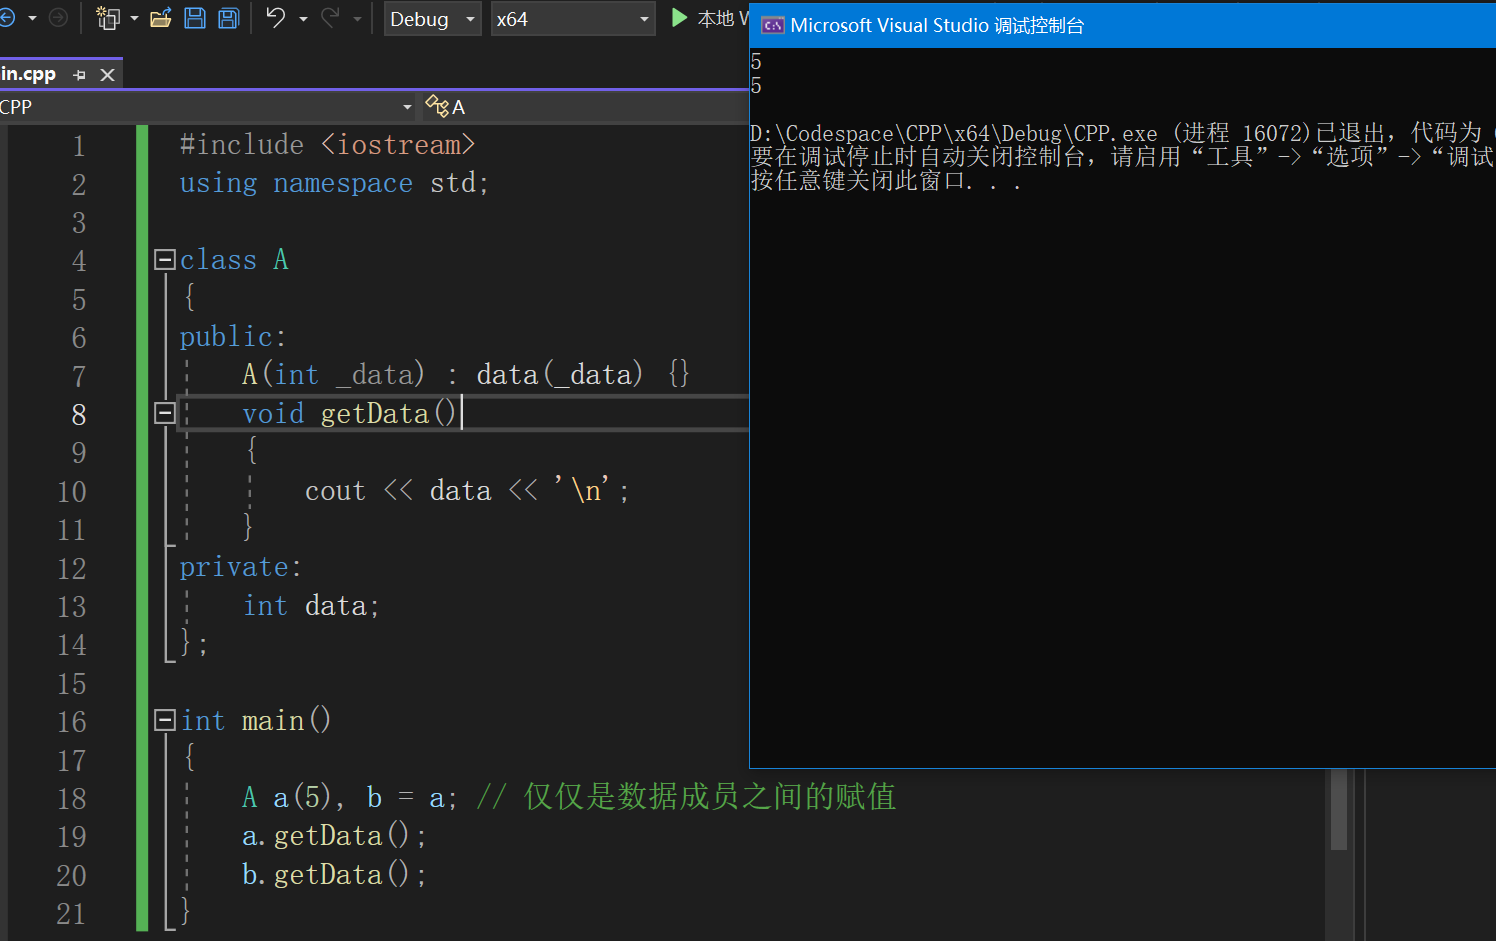 Debug
x64
本地 W
in.cpp
CPP
A
1 #include <iostream>
2 using namespace std;
3
4 class A
5 {
6 public:
7 A(int _data) : data(_data) {}
8 void getData()
9 {
10 cout << data << '\n';
11 }
12 private:
13 int data;
14 };
15
16 int main()
17 {
18 A a(5), b = a; // 仅仅是数据成员之间的赋值
19 a.getData();
20 b.getData();
21 }
Microsoft Visual Studio 调试控制台
5
5
D:\Codespace\CPP\x64\Debug\CPP.exe (进程 16072)已退出，代码为
要在调试停止时自动关闭控制台，请启用“工具”->“选项”->“调试
按任意键关闭此窗口. . .